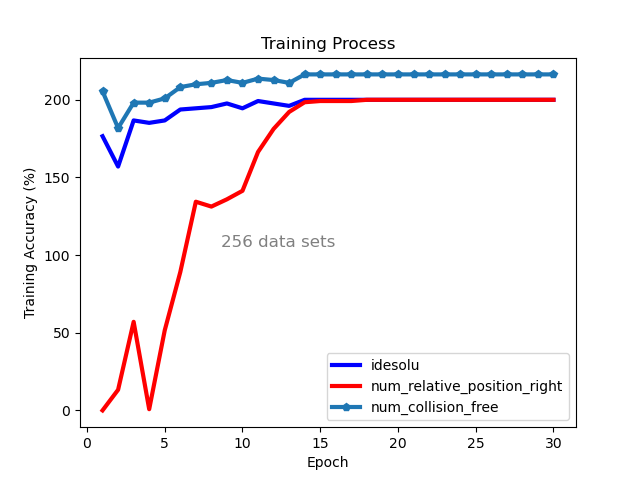 Training Process
Training Accuracy (%)
200
150
100
50
0
256 data sets
idesolu
num_relative_position_right
num_collision_free
0 5 10 15 20 25 30
Epoch